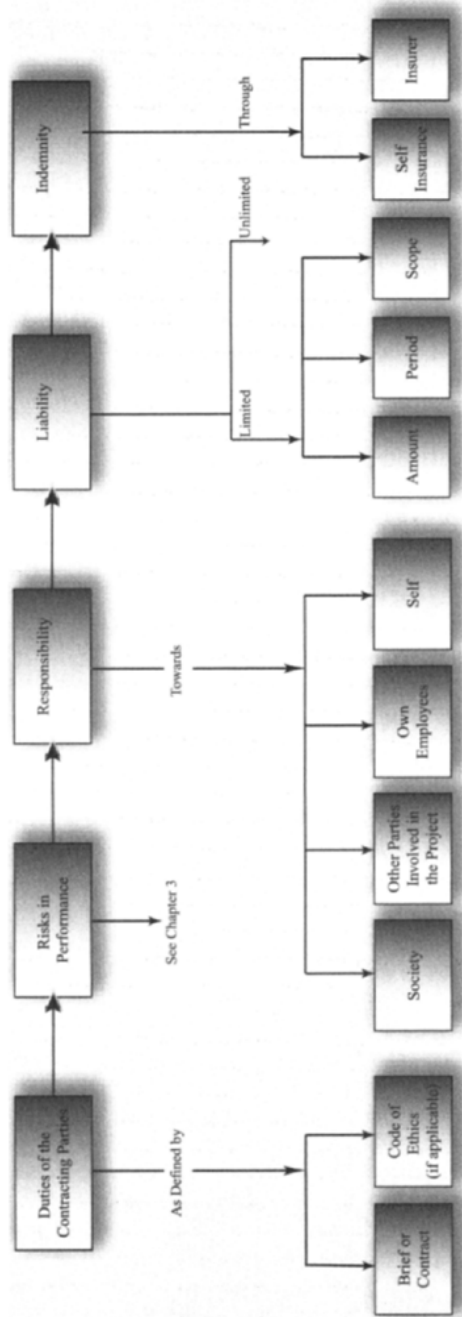 Duties of the
Contracting Parties
Risks in
Performance
Responsibility
Liability
Indemnity
As Defined by
See Chapter 3
Towards
Limited
Unlimited
Through
Brief or
Contract
Code of
Ethics
(if applicable)
Society
Other Parties
Involved in
the Project
Own
Employees
Self
Amount
Period
Scope
Self
Insurance
Insurer